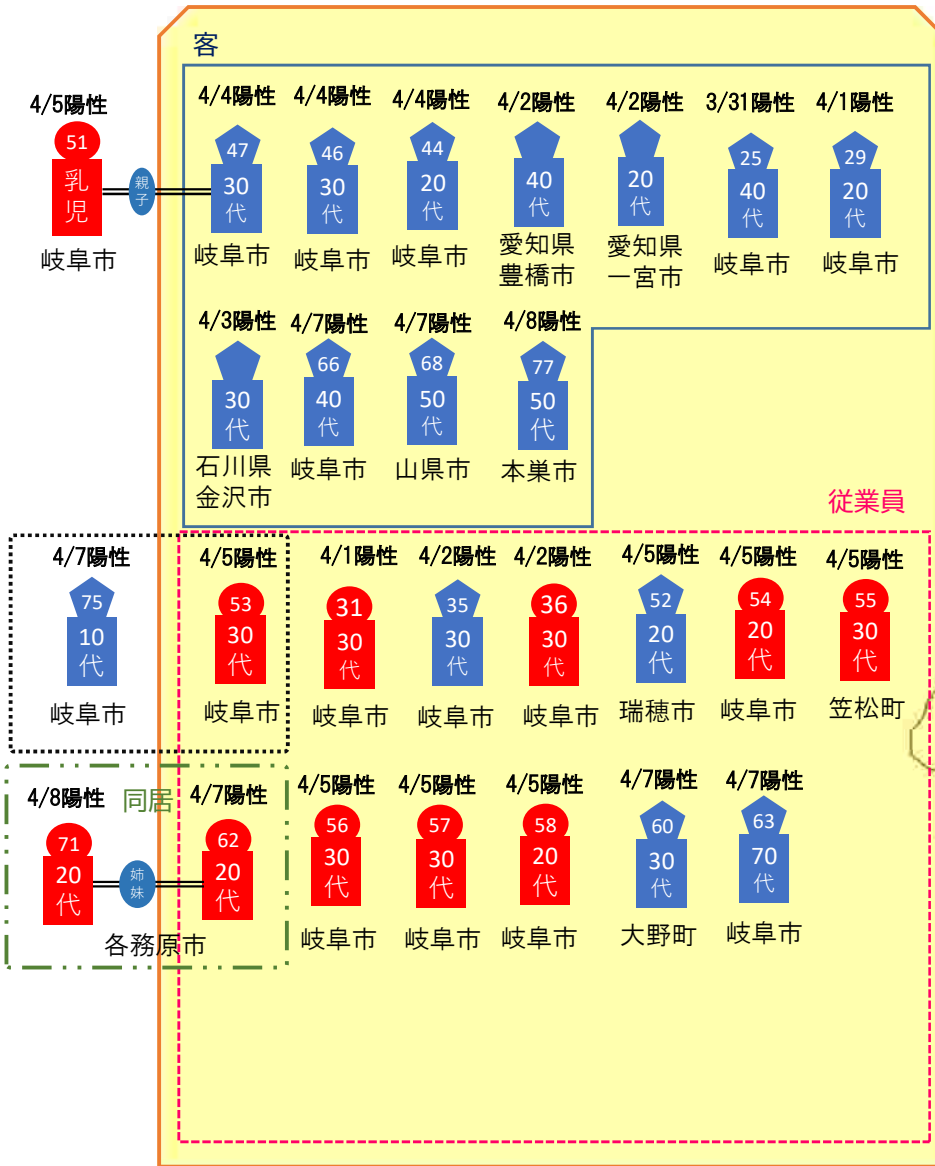 客
4/5陽性
51
乳
児
岐阜市
親
子
4/4陽性
47
30
代
岐阜市
4/4陽性
46
30
代
岐阜市
4/4陽性
44
20
代
岐阜市
4/2陽性
40
代
愛知県
豊橋市
4/2陽性
20
代
愛知県
一宮市
3/31陽性
25
40
代
岐阜市
4/1陽性
29
20
代
岐阜市
4/3陽性
30
代
石川県
金沢市
4/7陽性
66
40
代
岐阜市
4/7陽性
68
50
代
山県市
4/8陽性
77
50
代
本巣市
従業員
4/7陽性
75
10
代
岐阜市
4/5陽性
53
30
代
岐阜市
4/1陽性
31
30
代
岐阜市
4/2陽性
35
30
代
岐阜市
4/2陽性
36
30
代
岐阜市
4/5陽性
52
20
代
瑞穂市
4/5陽性
54
20
代
岐阜市
4/5陽性
55
30
代
笠松町
4/8陽性
71
20
代
同居
姉
妹
4/7陽性
62
20
代
各務原市
4/5陽性
56
30
代
岐阜市
4/5陽性
57
30
代
岐阜市
4/5陽性
58
20
代
岐阜市
4/7陽性
60
30
代
大野町
4/7陽性
63
70
代
岐阜市